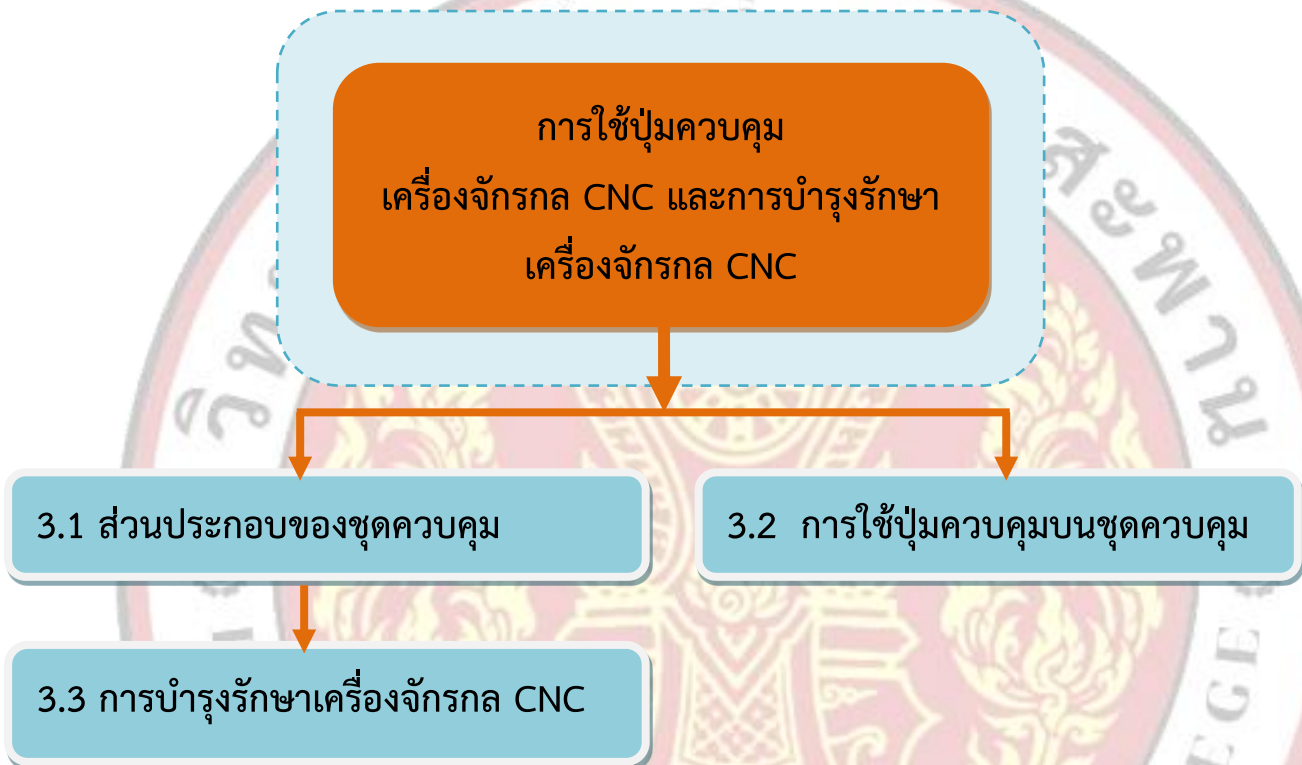 การใช้ปุ่มควบคุม
เครื่องจักรกล CNC และการบำรุงรักษา
เครื่องจักรกล CNC
3.1 ส่วนประกอบของชุดควบคุม
3.2 การใช้ปุ่มควบคุมบนชุดควบคุม
3.3 การบำรุงรักษาเครื่องจักรกล CNC